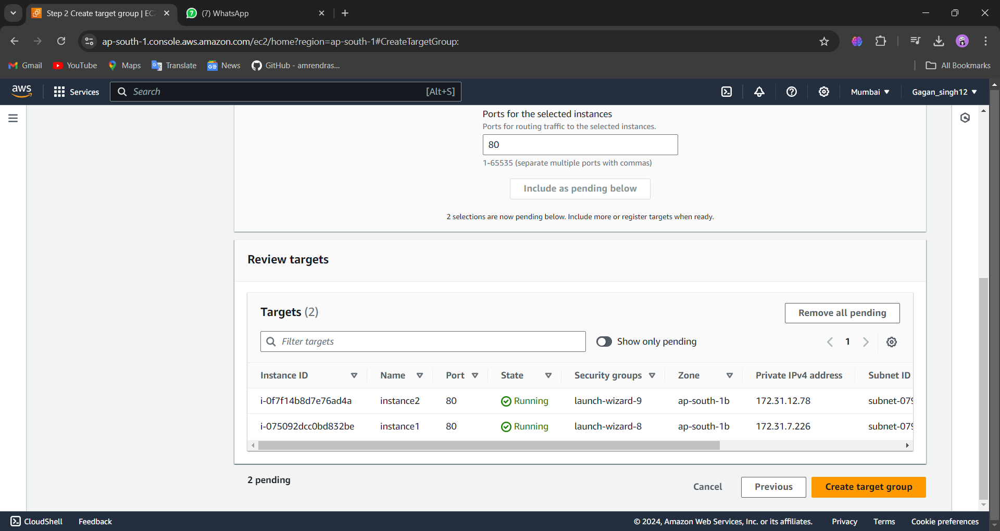 Step 2 Create target group | EC
7
(7) WhatsApp
ap-south-1.console.aws.amazon.com/ec2/home?region=ap-south-1#CreateTargetGroup:
Gmail
YouTube
Maps
Translate
News
GitHub - amrendras...
All Bookmarks
aws
Services
Search
[Alt+S]
Mumbai
Gagan_singh12
Ports for the selected instances
Ports for routing traffic to the selected instances.
80
1-65535 (separate multiple ports with commas)
Include as pending below
2 selections are now pending below. Include more or register targets when ready.
Review targets
Targets (2)
Remove all pending
Filter targets
Show only pending
1
Instance ID Name Port State Security groups Zone Private IPv4 address Subnet ID
i-0f7f14b8d7e76ad4a instance2 80 Running launch-wizard-9 ap-south-1b 172.31.12.78 subnet-079
i-075092dcc0bd832be instance1 80 Running launch-wizard-8 ap-south-1b 172.31.7.226 subnet-079
2 pending
Cancel
Previous
Create target group
CloudShell
Feedback
© 2024, Amazon Web Services, Inc. or its affiliates.
Privacy
Terms
Cookie preferences